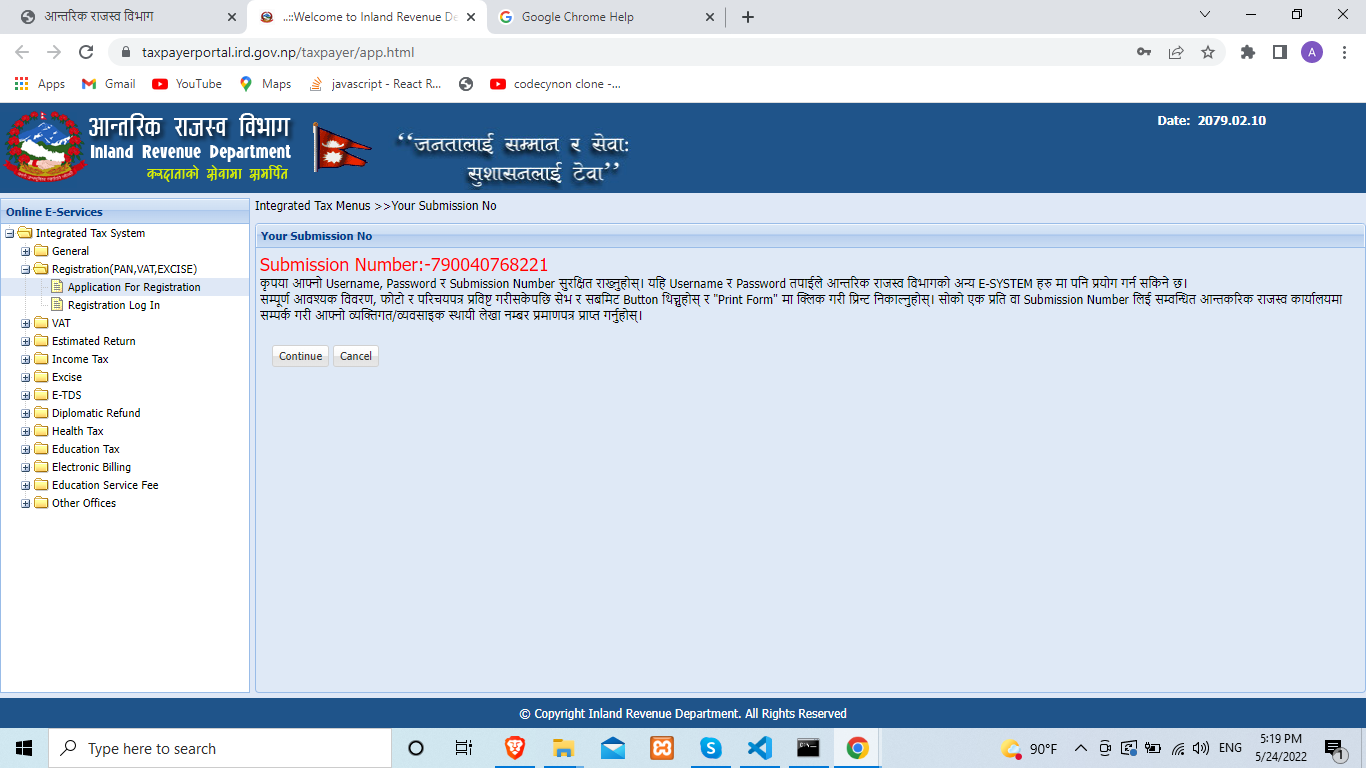 आन्तरिक राजस्व विभाग
..::Welcome to Inland Revenue De
Google Chrome Help
taxpayerportal.ird.gov.np/taxpayer/app.html
A
Apps
Gmail
YouTube
Maps
javascript - React R...
codecynon clone -...
आन्तरिक राजस्व विभाग
Inland Revenue Department
करदाताको सेवामा समर्पित
“जनतालाई सम्मान र सेवाः
सुशासनलाई टेवा”
Date: 2079.02.10
Online E-Services
Integrated Tax System
General
Registration(PAN,VAT,EXCISE)
Application For Registration
Registration Log In
VAT
Estimated Return
Income Tax
Excise
E-TDS
Diplomatic Refund
Health Tax
Education Tax
Electronic Billing
Education Service Fee
Other Offices
Integrated Tax Menus >>Your Submission No
Your Submission No
Submission Number:-790040768221
कृपया आफ्नो Username, Password र Submission Number सुरक्षित राख्नुहोस्। यहि Username र Password तपाईले आन्तरिक राजस्व विभागको अन्य E-SYSTEM हरु मा पनि प्रयोग गर्न सकिने छ।
सम्पूर्ण आवश्यक विवरण, फोटो र परिचयपत्र प्रविष्ट गरीसकेपछि सेभ र सबमिट Button थिच्नुहोस् र "Print Form" मा क्लिक गरी प्रिन्ट निकाल्नुहोस्। सोको एक प्रति वा Submission Number लिई सम्वन्धित आन्तकरिक राजस्व कार्यालयमा
सम्पर्क गरी आफ्नो व्यक्तिगत/व्यवसाइक स्थायी लेखा नम्बर प्रमाणपत्र प्राप्त गर्नुहोस्।
Continue
Cancel
© Copyright Inland Revenue Department. All Rights Reserved
Type here to search
90°F
ENG
5:19 PM
5/24/2022
1